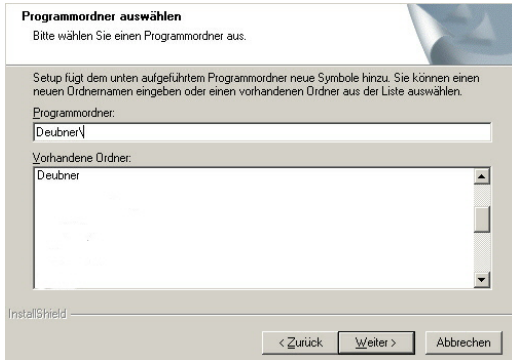 Programmordner auswählen
Bitte wählen Sie einen Programmordner aus.
Setup fügt dem unten aufgeführtem Programmordner neue Symbole hinzu. Sie können einen
neuen Ordnernamen eingeben oder einen vorhandenen Ordner aus der Liste auswählen.
Programmordner:
Deubner\
Vorhandene Ordner:
Deubner
InstallShield
< Zurück
Weiter >
Abbrechen